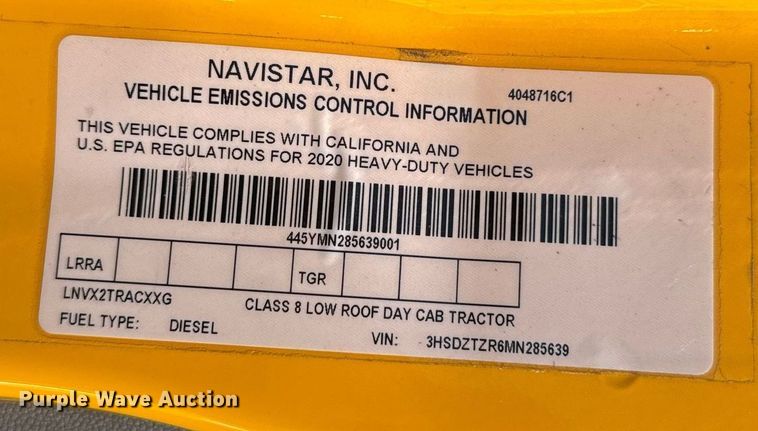 NAVISTAR, INC.
4048716C1
VEHICLE EMISSIONS CONTROL INFORMATION
THIS VEHICLE COMPLIES WITH CALIFORNIA AND
U.S. EPA REGULATIONS FOR 2020 HEAVY-DUTY VEHICLES
445YMN285639001
LRRA TGR
LNVX2TRACXXG CLASS 8 LOW ROOF DAY CAB TRACTOR
FUEL TYPE: DIESEL VIN: 3HSDZTZR6MN285639
Purple Wave Auction